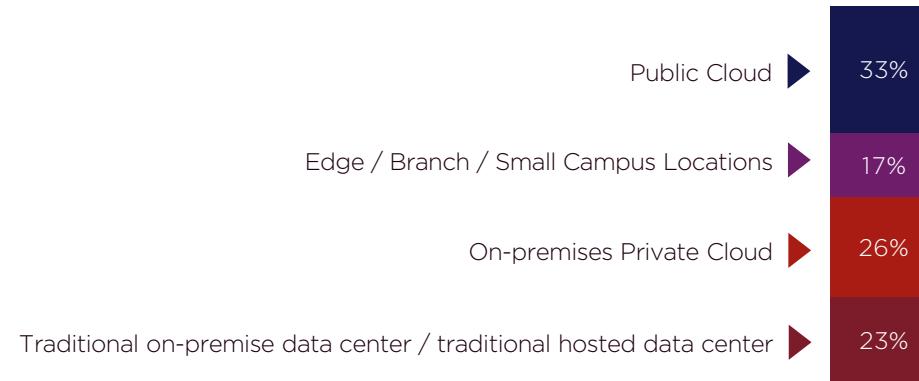 Public Cloud 33%
Edge / Branch / Small Campus Locations 17%
On-premises Private Cloud 26%
Traditional on-premise data center / traditional hosted data center 23%